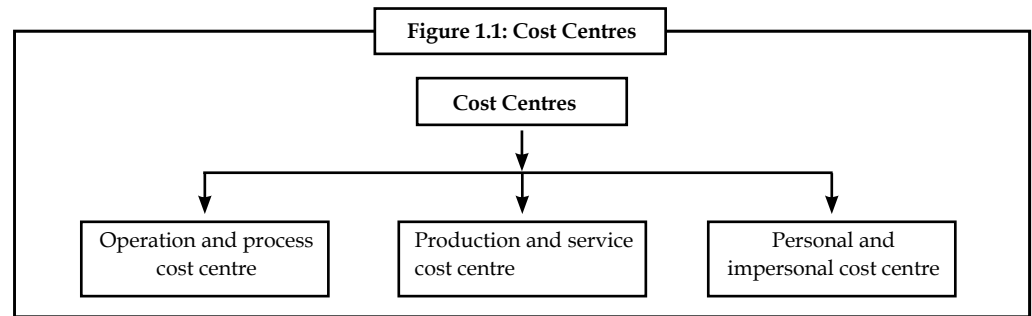 Figure 1.1: Cost Centres
Cost Centres
Operation and process
cost centre
Production and service
cost centre
Personal and
impersonal cost centre